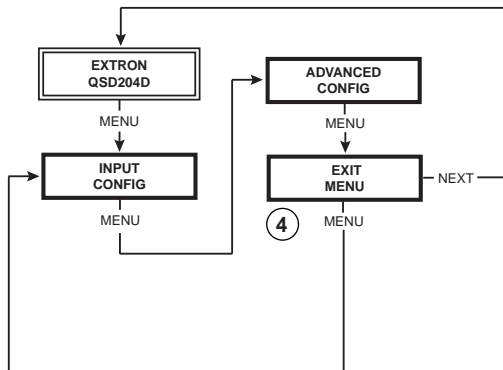 EXTRON
QSD204D
MENU
INPUT
CONFIG
MENU
ADVANCED
CONFIG
MENU
EXIT
MENU
NEXT
4
MENU